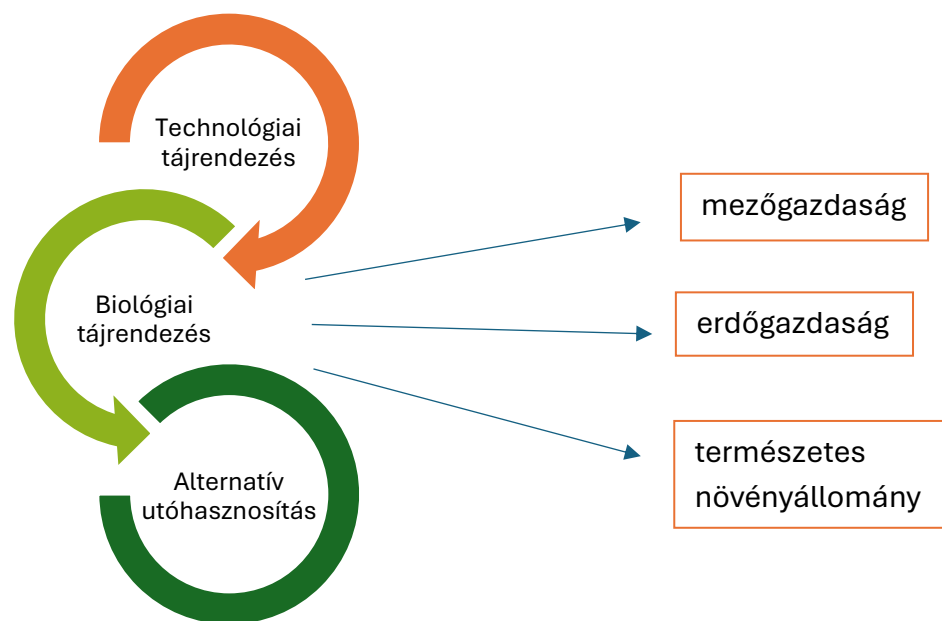 Technológiai
tájrendezés
mezőgazdaság
Biológiai
tájrendezés
erdőgazdaság
természetes
növényállomány
Alternatív
utóhasznosítás